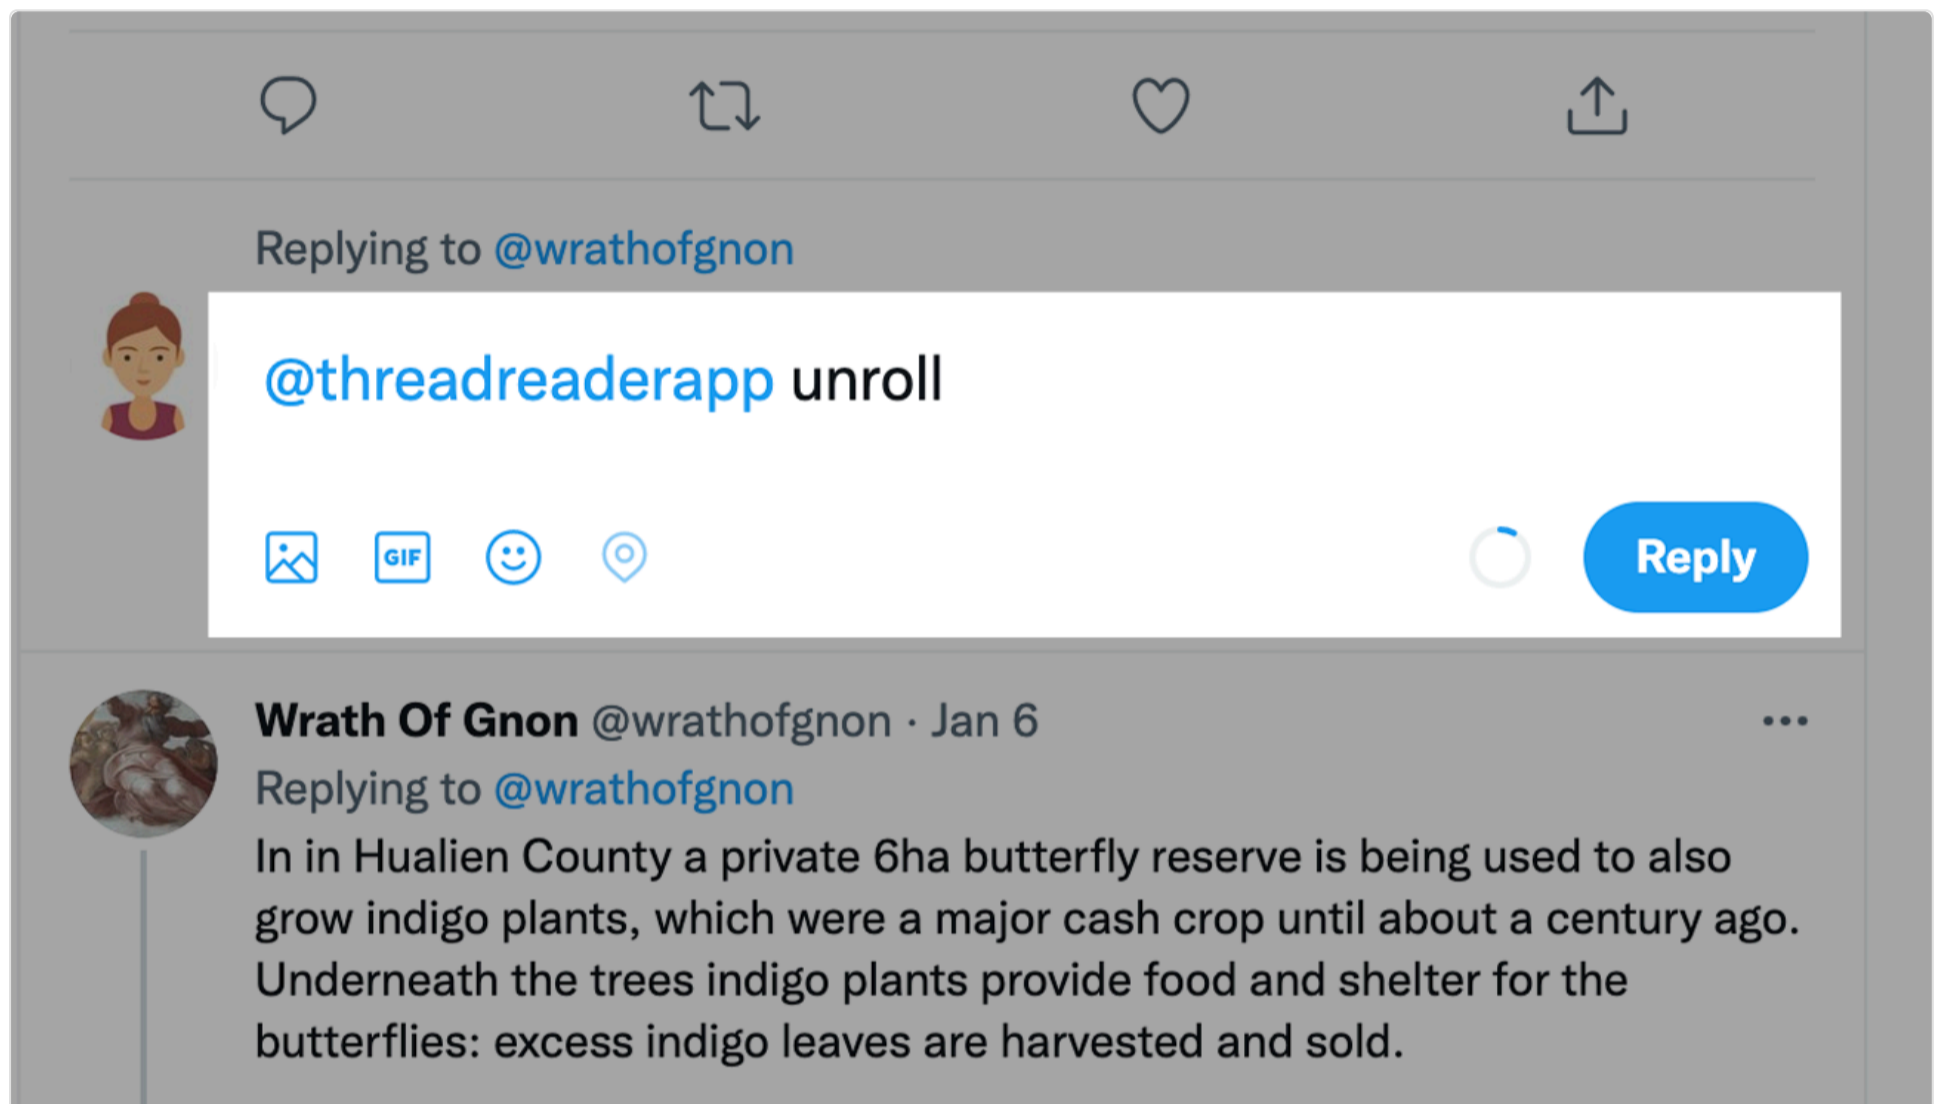 Replying to @wrathofgnon
@threadreaderapp unroll
GIF
Reply
Wrath Of Gnon @wrathofgnon · Jan 6
Replying to @wrathofgnon
In in Hualien County a private 6ha butterfly reserve is being used to also
grow indigo plants, which were a major cash crop until about a century ago.
Underneath the trees indigo plants provide food and shelter for the
butterflies: excess indigo leaves are harvested and sold.